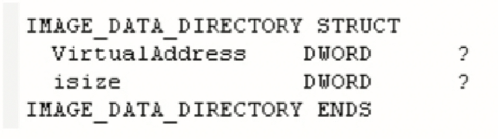 IMAGE_DATA_DIRECTORY STRUCT
VirtualAddress DWORD ?
isize DWORD ?
IMAGE_DATA_DIRECTORY ENDS